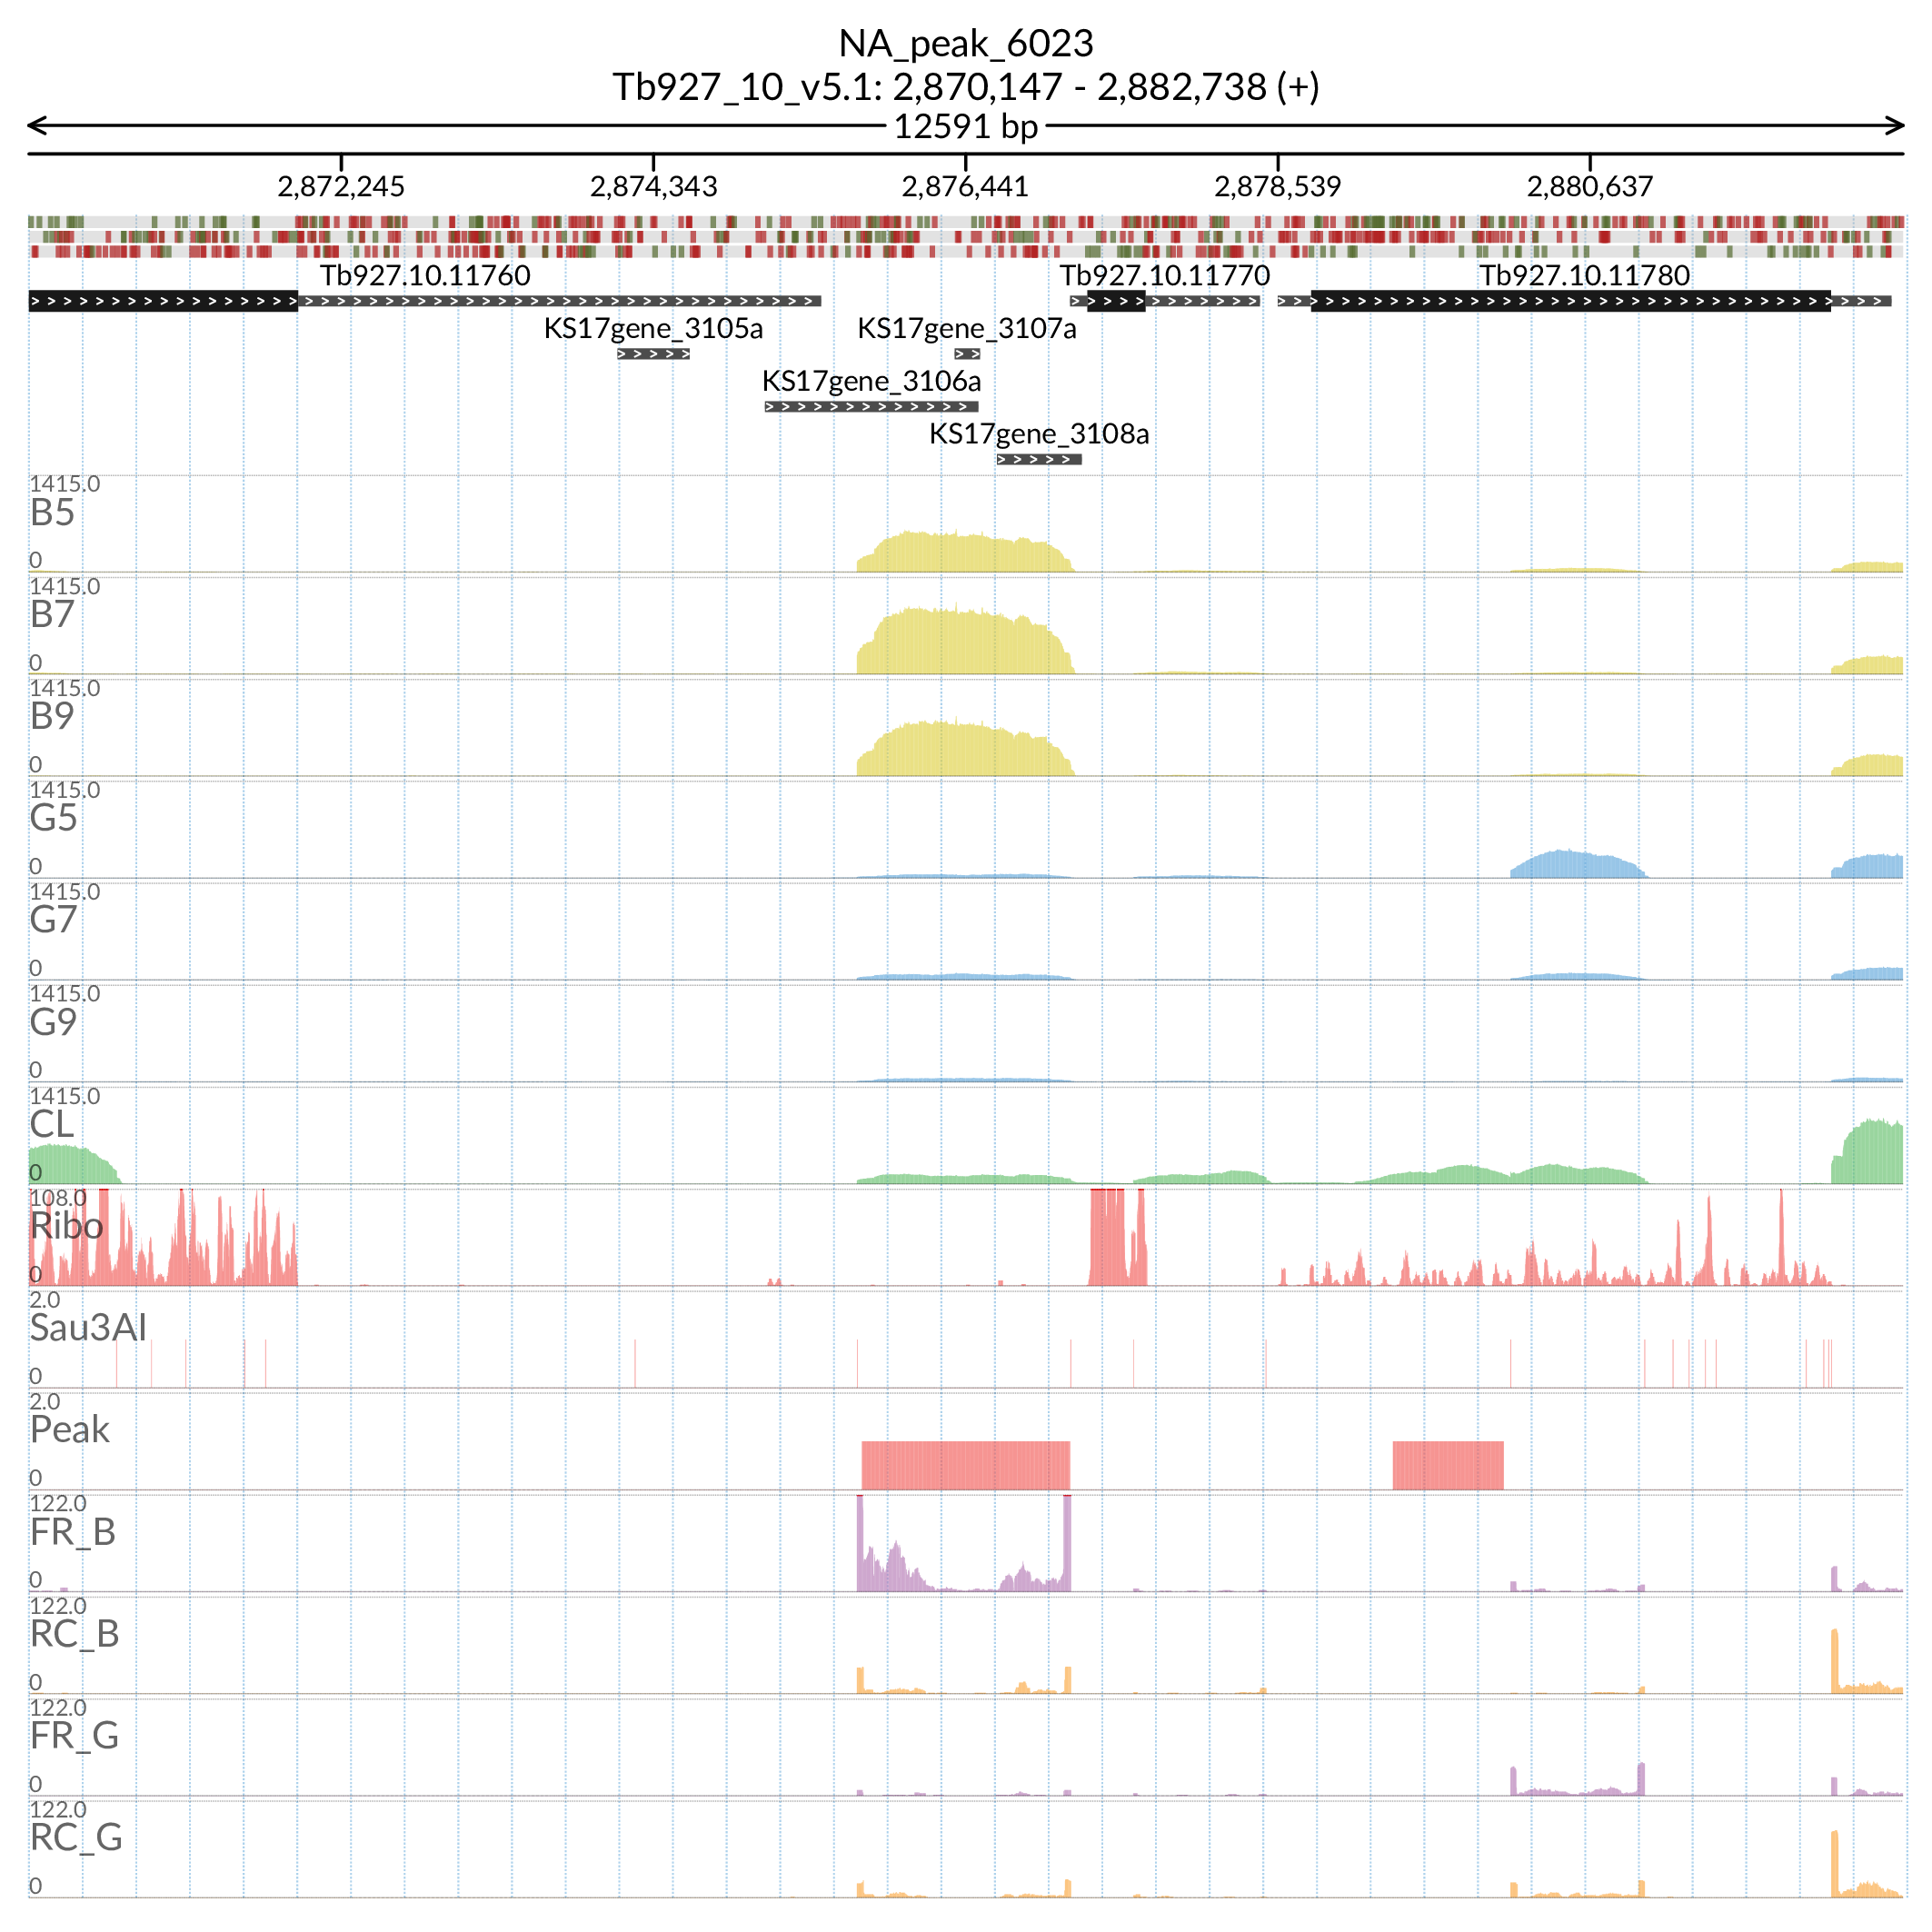 NA_peak_6023
Tb927_10_v5.1: 2,870,147 - 2,882,738 (+)
12591 bp
2,872,245 2,874,343 2,876,441 2,878,539 2,880,637
Tb927.10.11760 Tb927.10.11770 Tb927.10.11780
KS17gene_3105a KS17gene_3107a
KS17gene_3106a
KS17gene_3108a
1415.0
B5
0
1415.0
B7
0
1415.0
B9
0
1415.0
G5
0
1415.0
G7
0
1415.0
G9
0
1415.0
CL
0
108.0
Ribo
0
2.0
Sau3AI
0
2.0
Peak
0
122.0
FR_B
0
122.0
RC_B
0
122.0
FR_G
0
122.0
RC_G
0